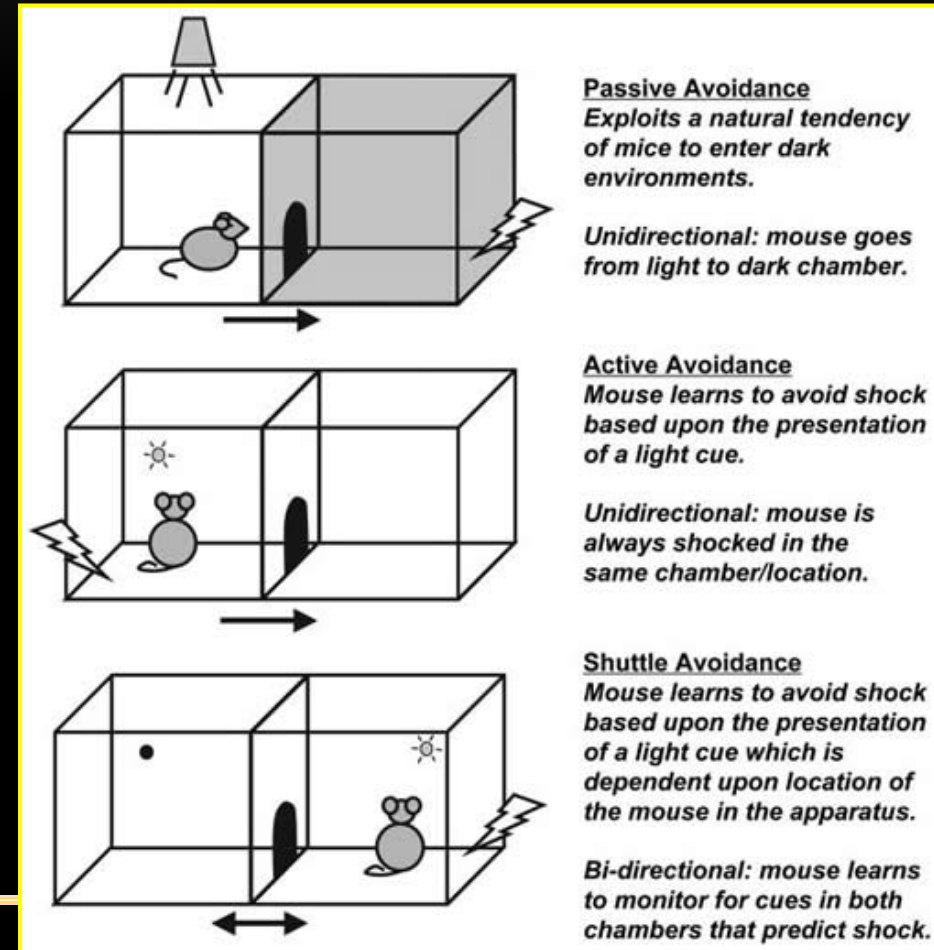 Passive Avoidance
Exploits a natural tendency
of mice to enter dark
environments.
Unidirectional: mouse goes
from light to dark chamber.
Active Avoidance
Mouse learns to avoid shock
based upon the presentation
of a light cue.
Unidirectional: mouse is
always shocked in the
same chamber/location.
Shuttle Avoidance
Mouse learns to avoid shock
based upon the presentation
of a light cue which is
dependent upon location of
the mouse in the apparatus.
Bi-directional: mouse learns
to monitor for cues in both
chambers that predict shock.